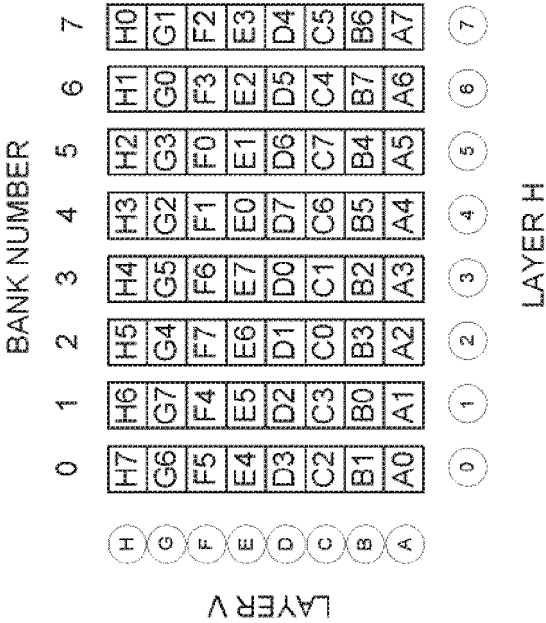 BANK NUMBER
0 1 2 3 4 5 6 7
LAYER V
H H7 H6 H5 H4 H3 H2 H1 H0
G G6 G7 G4 G5 G2 G3 G0 G1
F F5 F4 F7 F6 F1 F0 F3 F2
E E4 E5 E6 E7 E0 E1 E2 E3
D D3 D2 D1 D0 D7 D6 D5 D4
C C2 C3 C0 C1 C6 C7 C4 C5
B B1 B0 B3 B2 B5 B4 B7 B6
A A0 A1 A2 A3 A4 A5 A6 A7
0 1 2 3 4 5 6 7
LAYER H